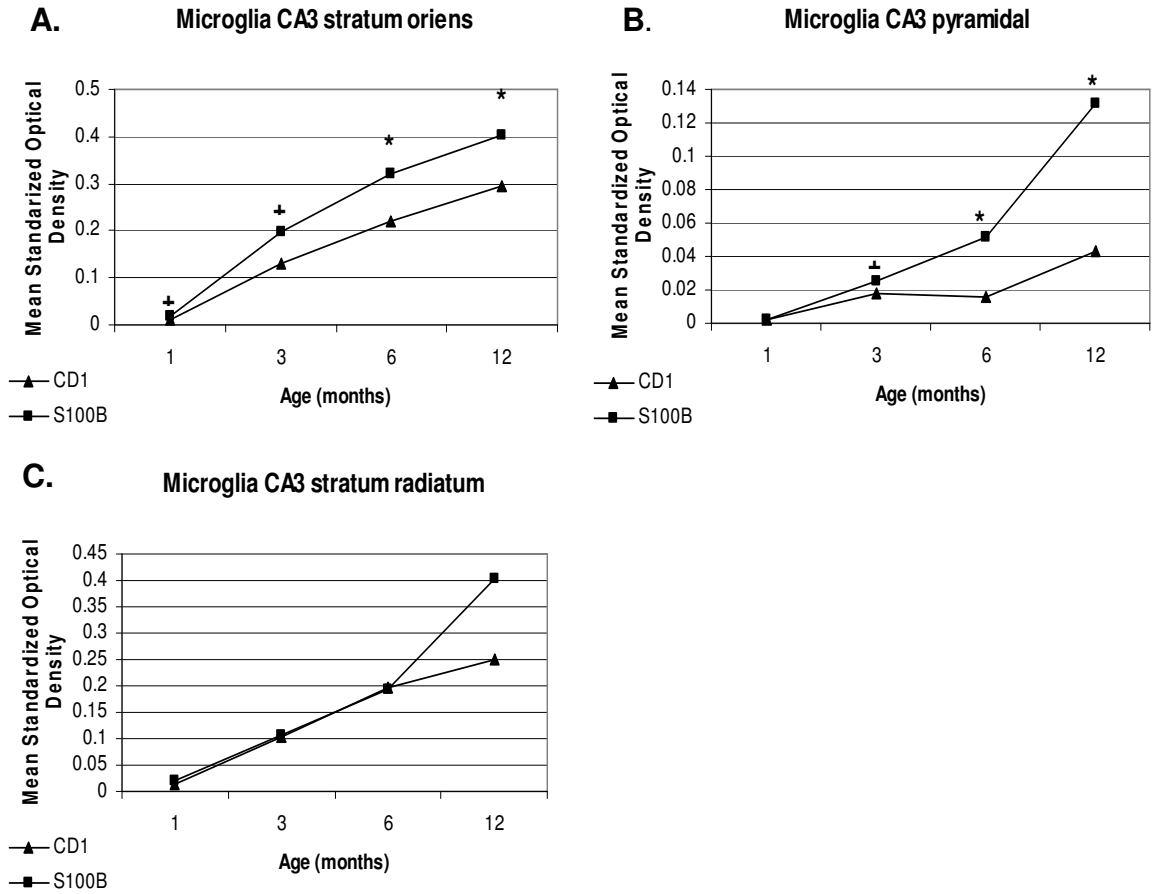 A.
Microglia CA3 stratum oriens
Mean Standardized Optical
Density
0.5
0.4
0.3
0.2
0.1
0
*
*
+
+
1 3 6 12
Age (months)
CD1
S100B
B.
Microglia CA3 pyramidal
Mean Standardized Optical
Density
0.14
0.12
0.1
0.08
0.06
0.04
0.02
0
*
*
+
1 3 6 12
Age (months)
CD1
S100B
C.
Microglia CA3 stratum radiatum
Mean Standardized Optical
Density
0.45
0.4
0.35
0.3
0.25
0.2
0.15
0.1
0.05
0
1 3 6 12
Age (months)
CD1
S100B